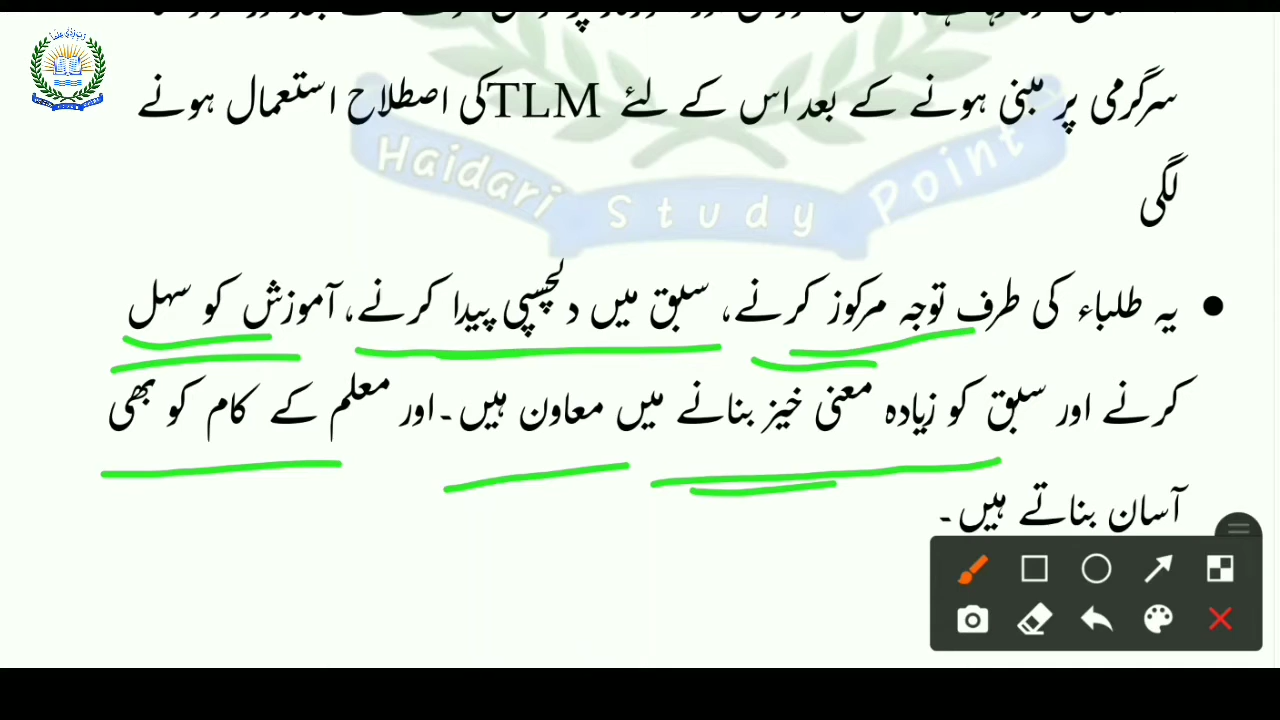 سرگرمی پر مبنی ہونے کے بعد اس کے لئے TLM کی اصطلاح استعمال ہونے
لگی
● یہ طلباء کی طرف توجہ مرکوز کرنے، سبق میں دلچسپی پیدا کرنے، آموزش کو سہل
کرنے اور سبق کو زیادہ معنی خیز بنانے میں معاون ہیں۔ اور معلم کے کام کو بھی
آسان بناتے ہیں۔
Haidari Study Point